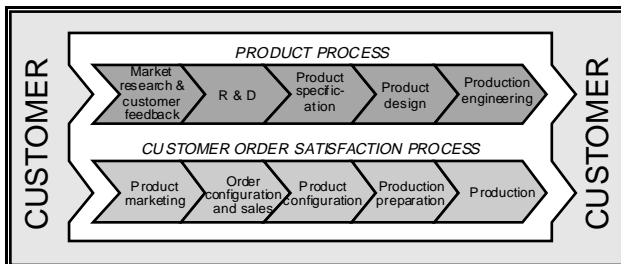 CUSTOMER
PRODUCT PROCESS
Market
research &
customer
feedback
R & D
Product
specific-
ation
Product
design
Production
engineering
CUSTOMER ORDER SATISFACTION PROCESS
Product
marketing
Order
configuration
and sales
Product
configuration
Production
preparation
Production
CUSTOMER